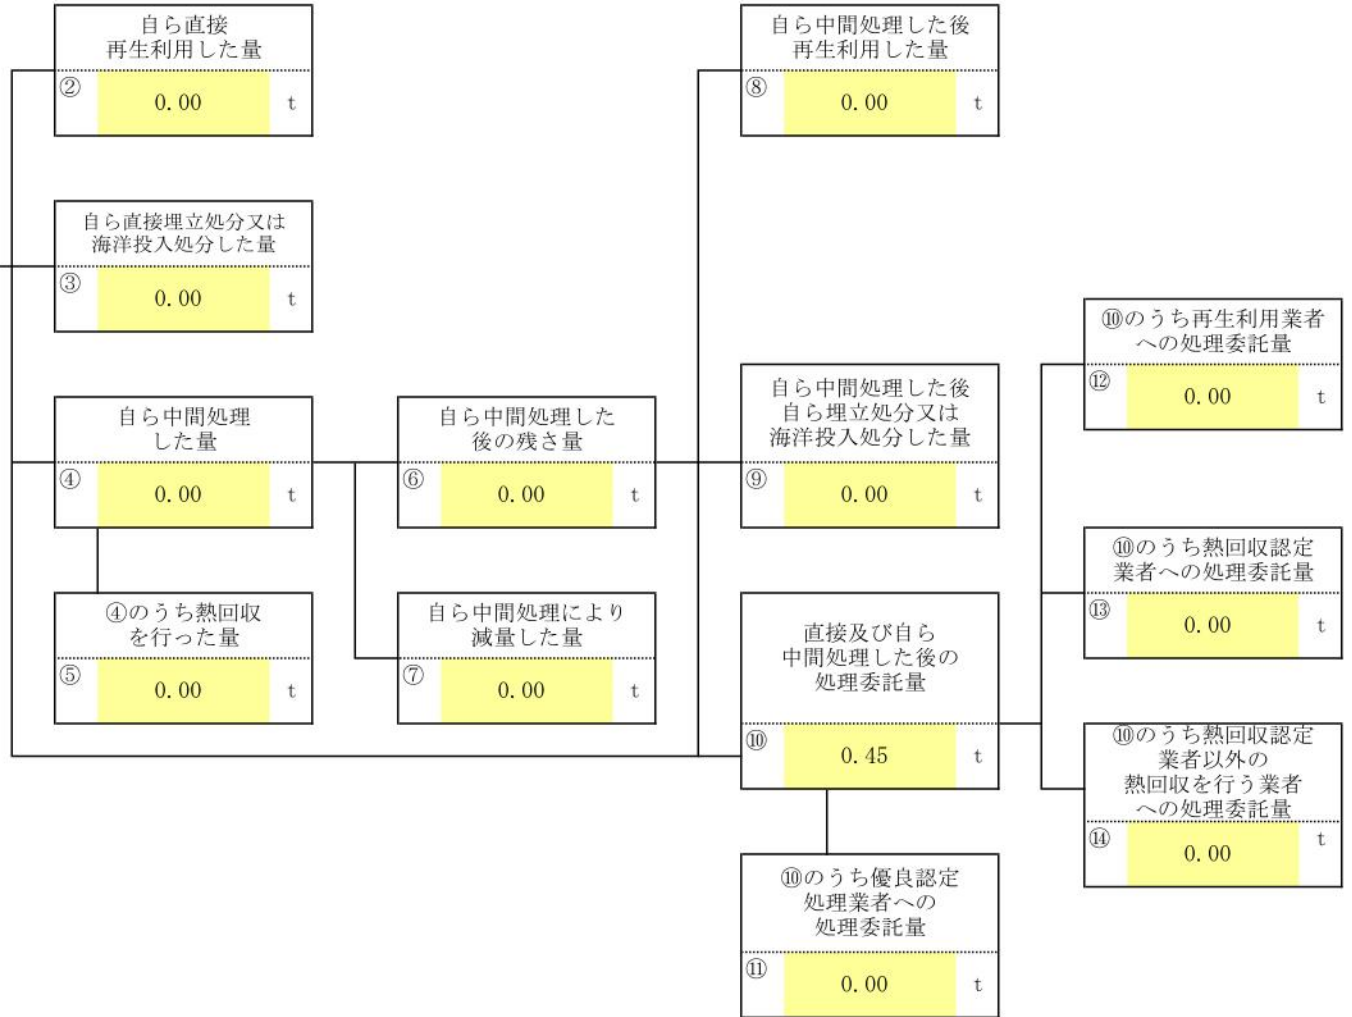 自ら直接
再生利用した量
② 0.00 t
自ら直接埋立処分又は
海洋投入処分した量
③ 0.00 t
自ら中間処理
した量
④ 0.00 t
④のうち熱回収
を行った量
⑤ 0.00 t
自ら中間処理した
後の残さ量
⑥ 0.00 t
自ら中間処理により
減量した量
⑦ 0.00 t
自ら中間処理した後
再生利用した量
⑧ 0.00 t
自ら中間処理した後
自ら埋立処分又は
海洋投入処分した量
⑨ 0.00 t
直接及び自ら
中間処理した後の
処理委託量
⑩ 0.45 t
⑩のうち優良認定
処理業者への
処理委託量
⑪ 0.00 t
⑩のうち再生利用業者
への処理委託量
⑫ 0.00 t
⑩のうち熱回収認定
業者への処理委託量
⑬ 0.00 t
⑩のうち熱回収認定
業者以外の
熱回収を行う業者
への処理委託量
⑭ 0.00 t